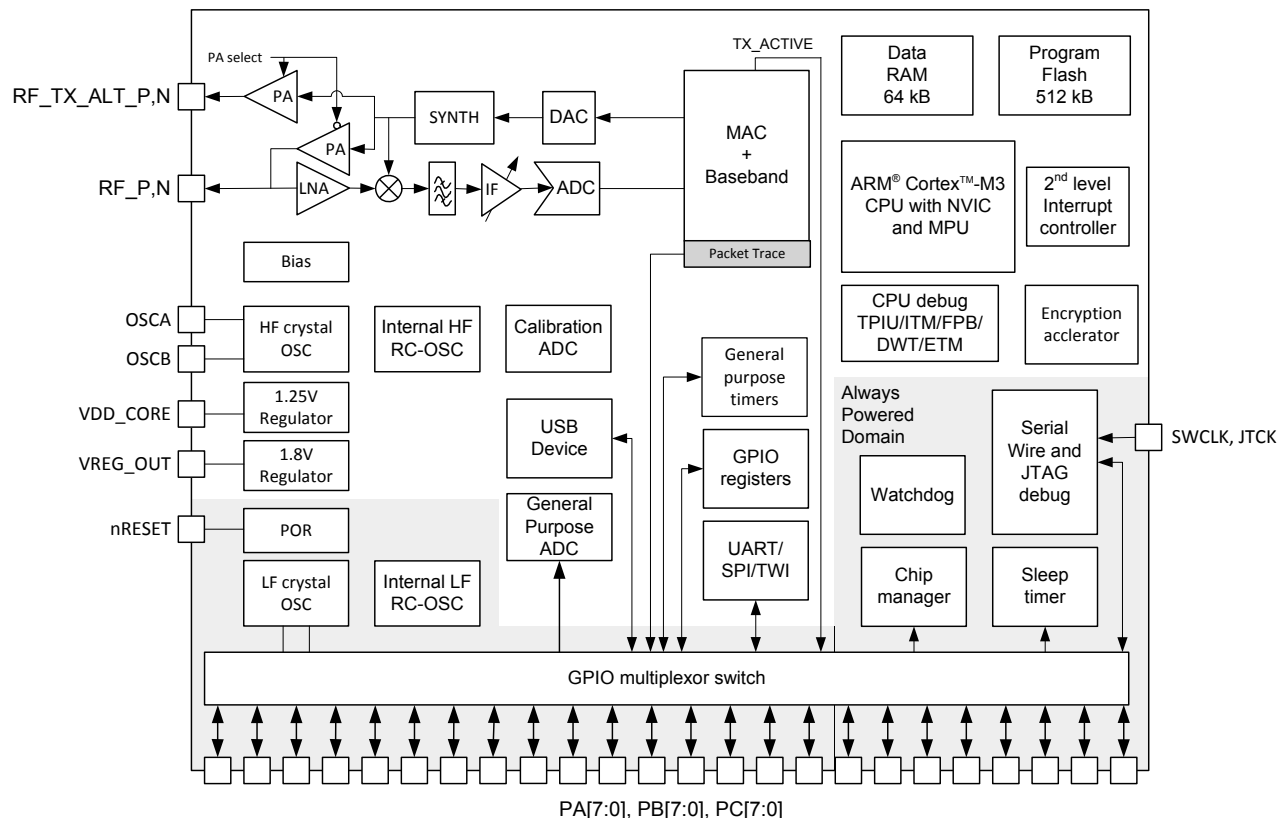 TX_ACTIVE
PA select
RF_TX_ALT_P,N
PA
SYNTH
DAC
MAC
+
Baseband
Data
RAM
64 kB
Program
Flash
512 kB
PA
RF_P,N
LNA
IF
ADC
Packet Trace
ARM® Cortex™-M3
CPU with NVIC
and MPU
2nd level
Interrupt
controller
Bias
OSCA
OSCB
HF crystal
OSC
Internal HF
RC-OSC
Calibration
ADC
General
purpose
timers
CPU debug
TPIU/ITM/FPB/
DWT/ETM
Encryption
acclerator
VDD_CORE
1.25V
Regulator
VREG_OUT
1.8V
Regulator
USB
Device
GPIO
registers
Always
Powered
Domain
Serial
Wire and
JTAG
debug
SWCLK, JTCK
Watchdog
nRESET
POR
General
Purpose
ADC
UART/
SPI/TWI
LF crystal
OSC
Internal LF
RC-OSC
Chip
manager
Sleep
timer
GPIO multiplexor switch
PA[7:0], PB[7:0], PC[7:0]